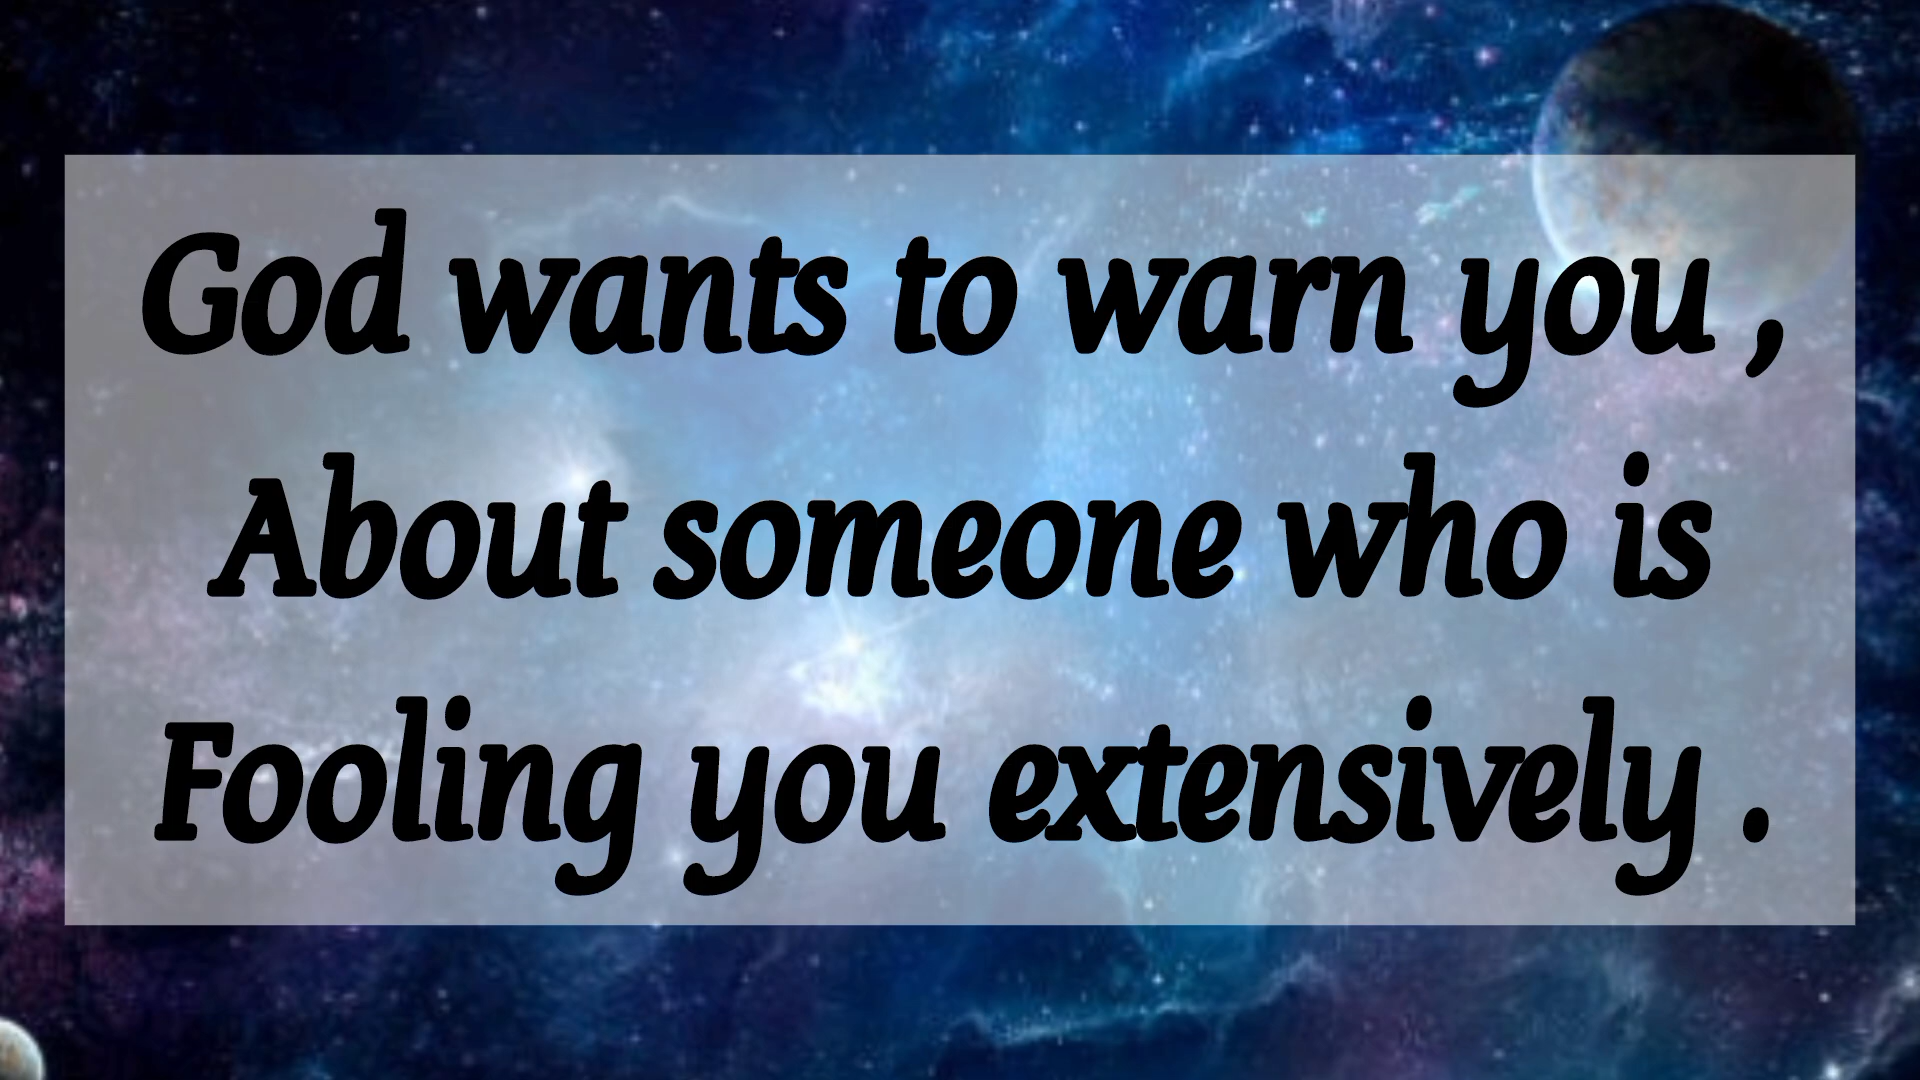 God wants to warn you ,
About someone who is
Fooling you extensively .